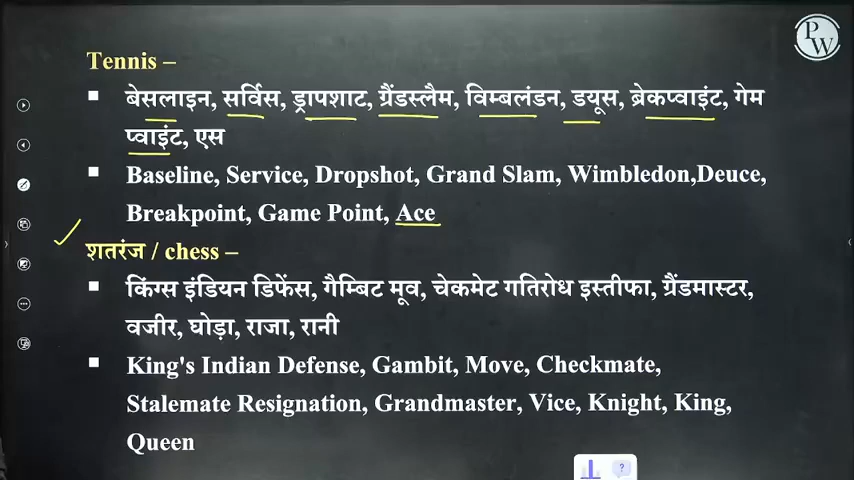 PW
Tennis –
▪ बेसलाइन, सर्विस, ड्रापशाट, ग्रैंडस्लैम, विम्बलंडन, डयूस, ब्रेकप्वाइंट, गेम
प्वाइंट, एस
▪ Baseline, Service, Dropshot, Grand Slam, Wimbledon,Deuce,
Breakpoint, Game Point, Ace
शतरंज / chess –
▪ किंग्स इंडियन डिफेंस, गैम्बिट मूव, चेकमेट गतिरोध इस्तीफा, ग्रैंडमास्टर,
वजीर, घोड़ा, राजा, रानी
▪ King's Indian Defense, Gambit, Move, Checkmate,
Stalemate Resignation, Grandmaster, Vice, Knight, King,
Queen